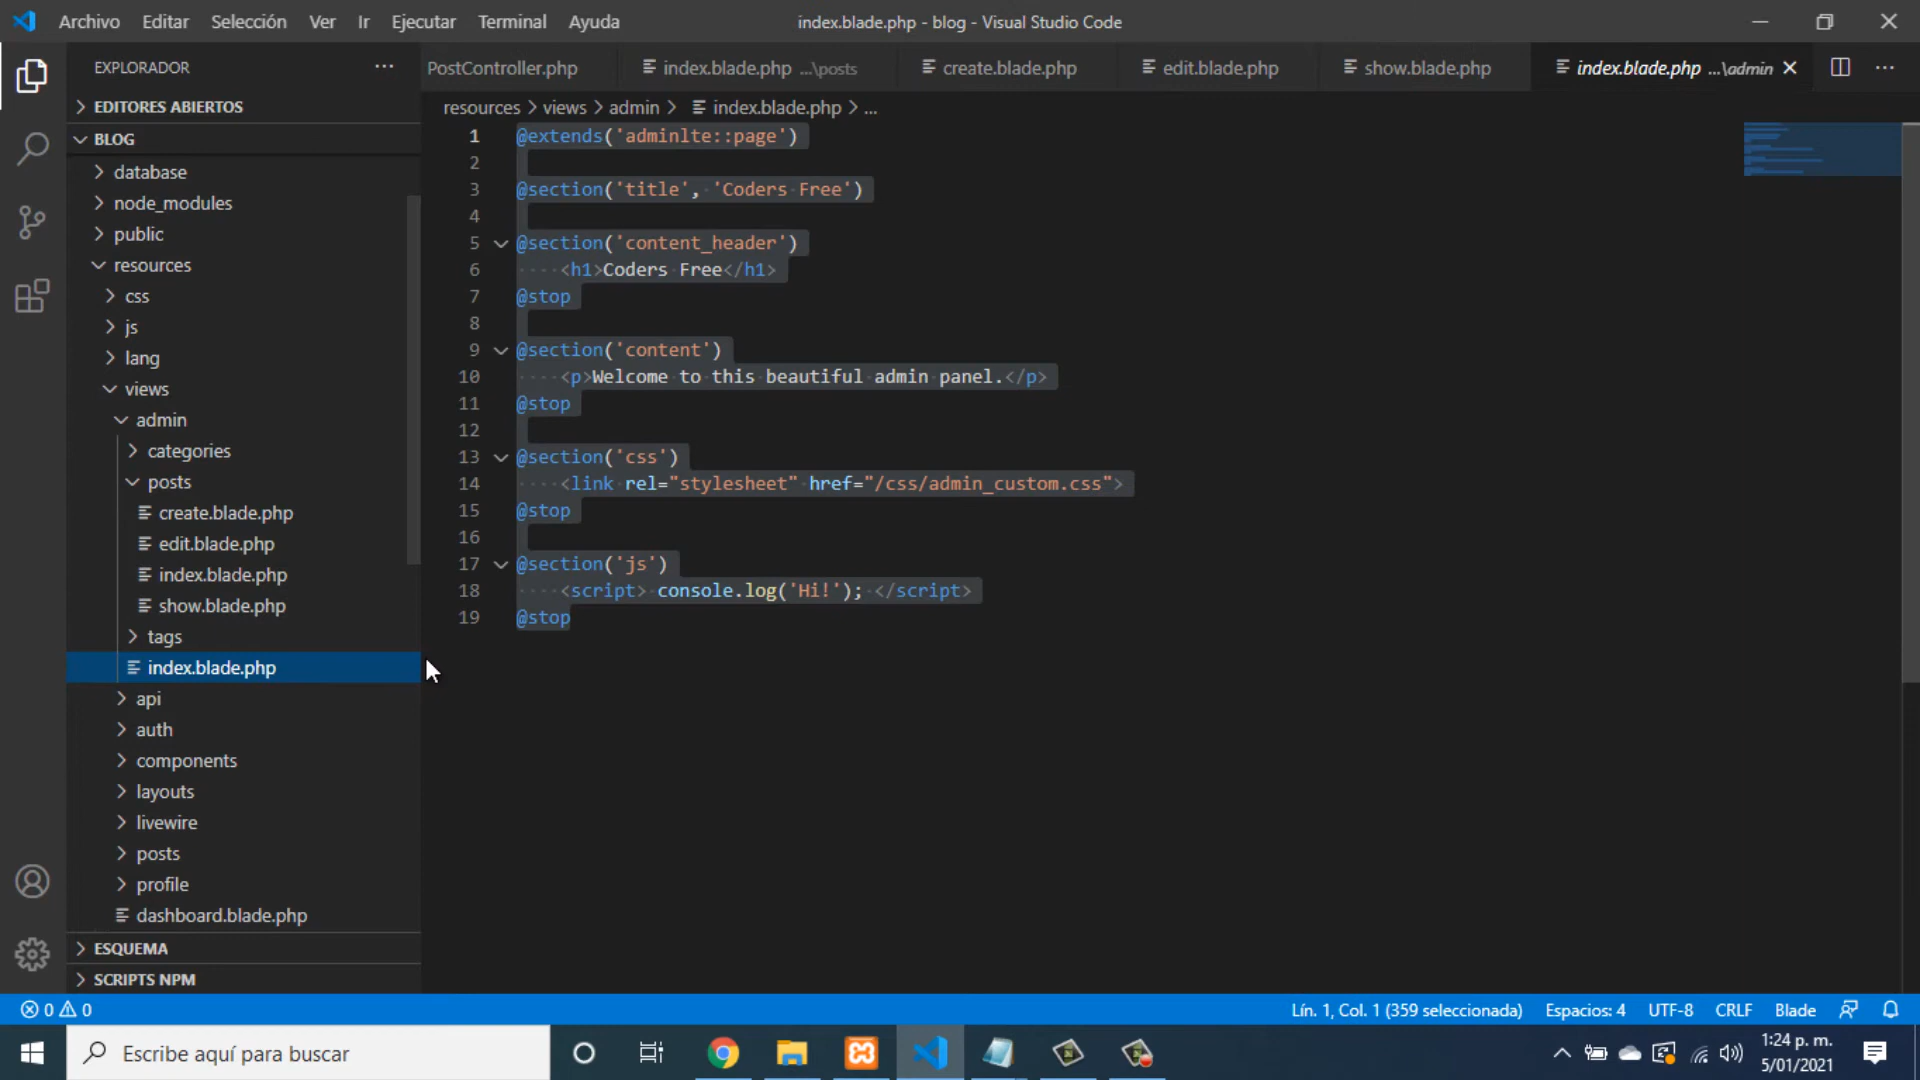 Archivo Editar Selección Ver Ir Ejecutar Terminal Ayuda
index.blade.php - blog - Visual Studio Code
EXPLORADOR
PostController.php index.blade.php ...\posts create.blade.php edit.blade.php show.blade.php index.blade.php ...\admin
EDITORES ABIERTOS
resources > views > admin > index.blade.php > ...
BLOG
database
node_modules
public
resources
css
js
lang
views
admin
categories
posts
create.blade.php
edit.blade.php
index.blade.php
show.blade.php
tags
index.blade.php
api
auth
components
layouts
livewire
posts
profile
dashboard.blade.php
ESQUEMA
SCRIPTS NPM
1 @extends('adminlte::page')
2
3 @section('title', 'Coders Free')
4
5 @section('content_header')
6 <h1>Coders Free</h1>
7 @stop
8
9 @section('content')
10 <p>Welcome to this beautiful admin panel.</p>
11 @stop
12
13 @section('css')
14 <link rel="stylesheet" href="/css/admin_custom.css">
15 @stop
16
17 @section('js')
18 <script> console.log('Hi!'); </script>
19 @stop
0 0 Lín. 1, Col. 1 (359 seleccionada) Espacios: 4 UTF-8 CRLF Blade
Escribe aquí para buscar
1:24 p. m.
5/01/2021